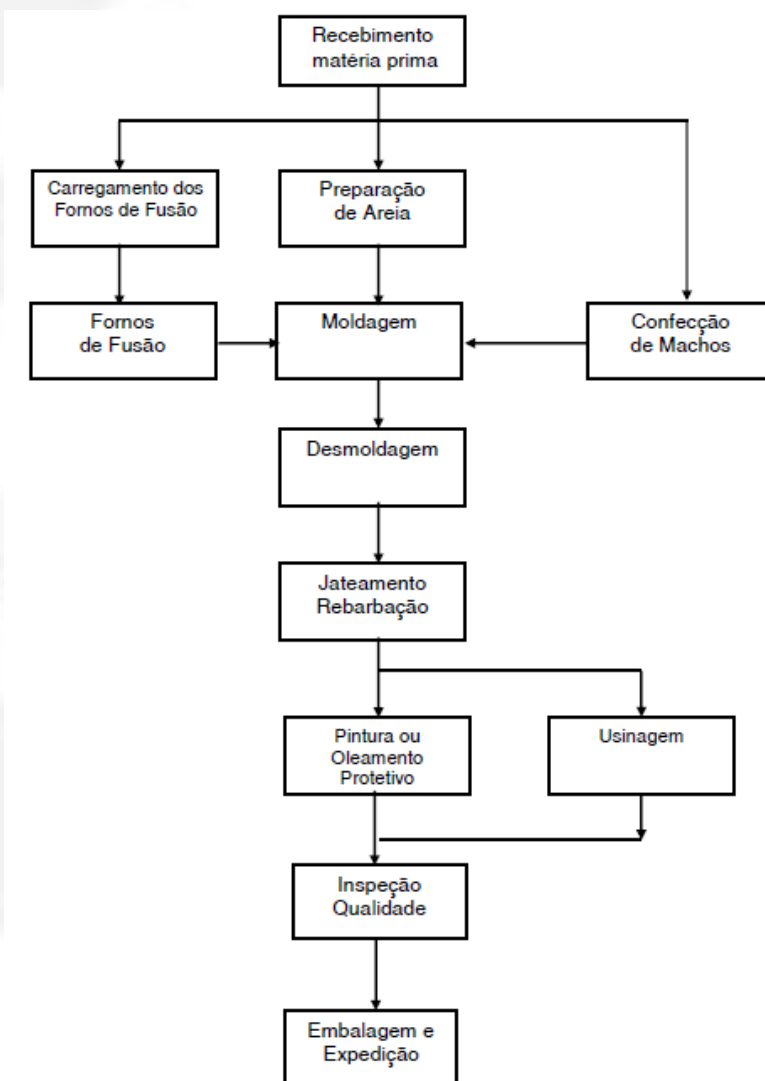 Recebimento
matéria prima
Carregamento dos
Fornos de Fusão
Preparação
de Areia
Fornos
de Fusão
Moldagem
Confecção
de Machos
Desmoldagem
Jateamento
Rebarbação
Pintura ou
Oleamento
Protetivo
Usinagem
Inspeção
Qualidade
Embalagem e
Expedição